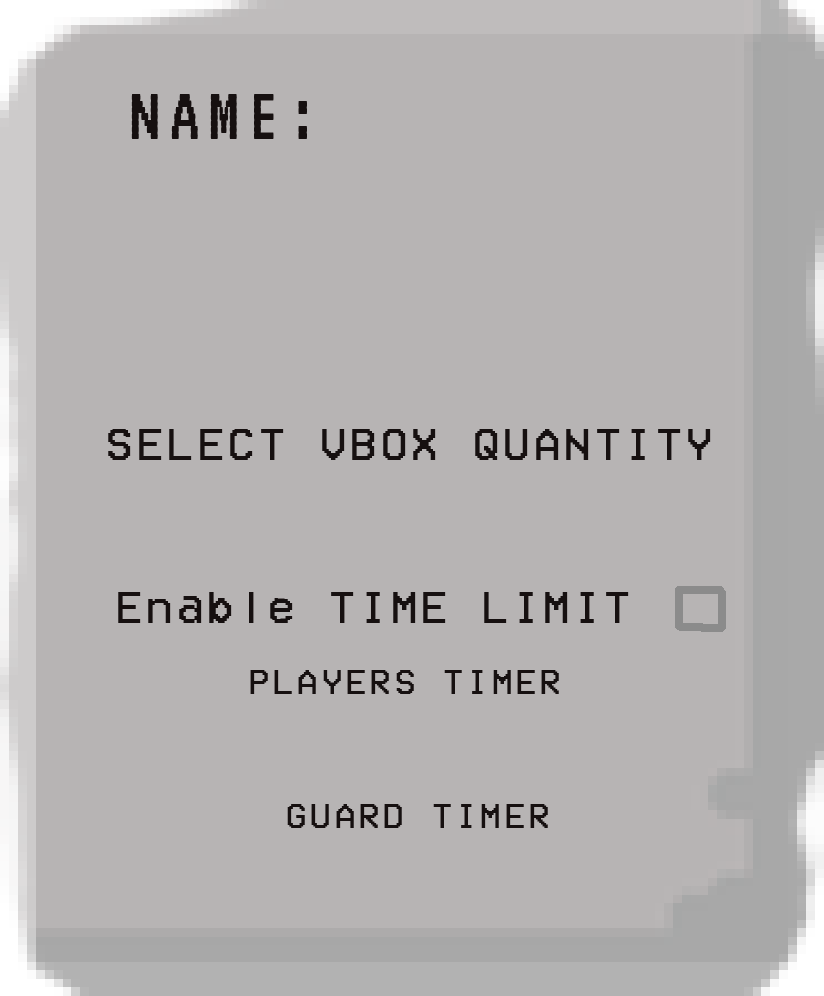 NAME:
SELECT VBOX QUANTITY
Enable TIME LIMIT
PLAYERS TIMER
GUARD TIMER